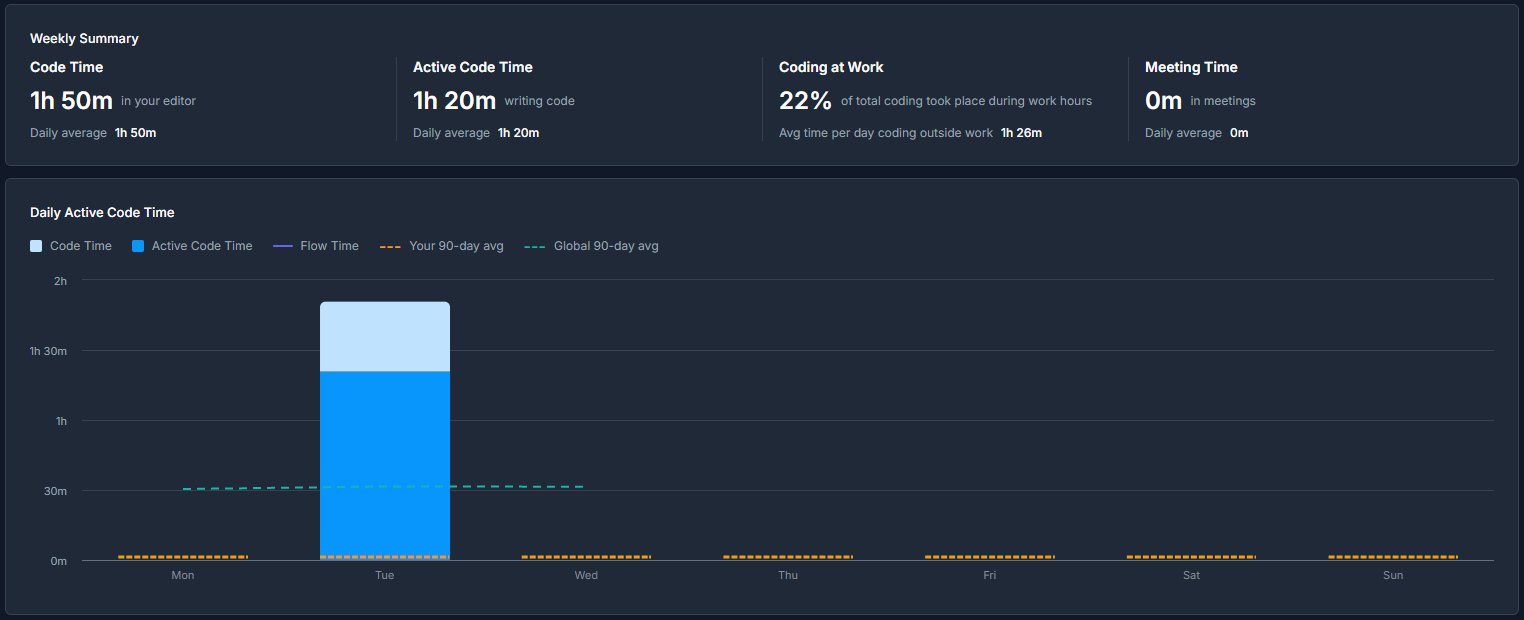 Weekly Summary
Code Time
1h 50m in your editor
Daily average 1h 50m
Active Code Time
1h 20m writing code
Daily average 1h 20m
Coding at Work
22% of total coding took place during work hours
Avg time per day coding outside work 1h 26m
Meeting Time
0m in meetings
Daily average 0m
Daily Active Code Time
Code Time Active Code Time Flow Time Your 90-day avg Global 90-day avg
2h
1h 30m
1h
30m
0m
Mon Tue Wed Thu Fri Sat Sun